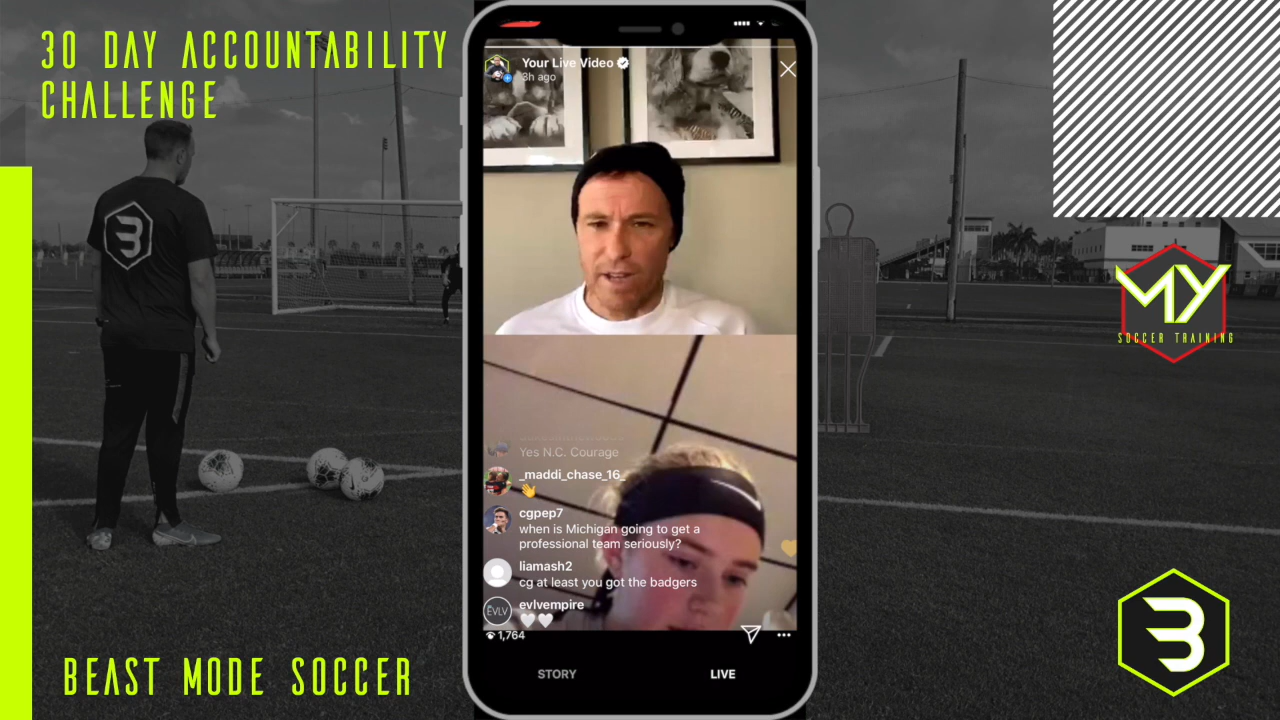 30 DAY ACCOUNTABILITY
CHALLENGE
Your Live Video
3h ago
Yes N.C. Courage
_maddi_chase_16_
👋
cgpep7
when is Michigan going to get a
professional team seriously?
liamash2
cg at least you got the badgers
EVLV
evlvempire
🤍🤍
1,764
STORY
LIVE
MY
SOCCER TRAINING
BEAST MODE SOCCER
B